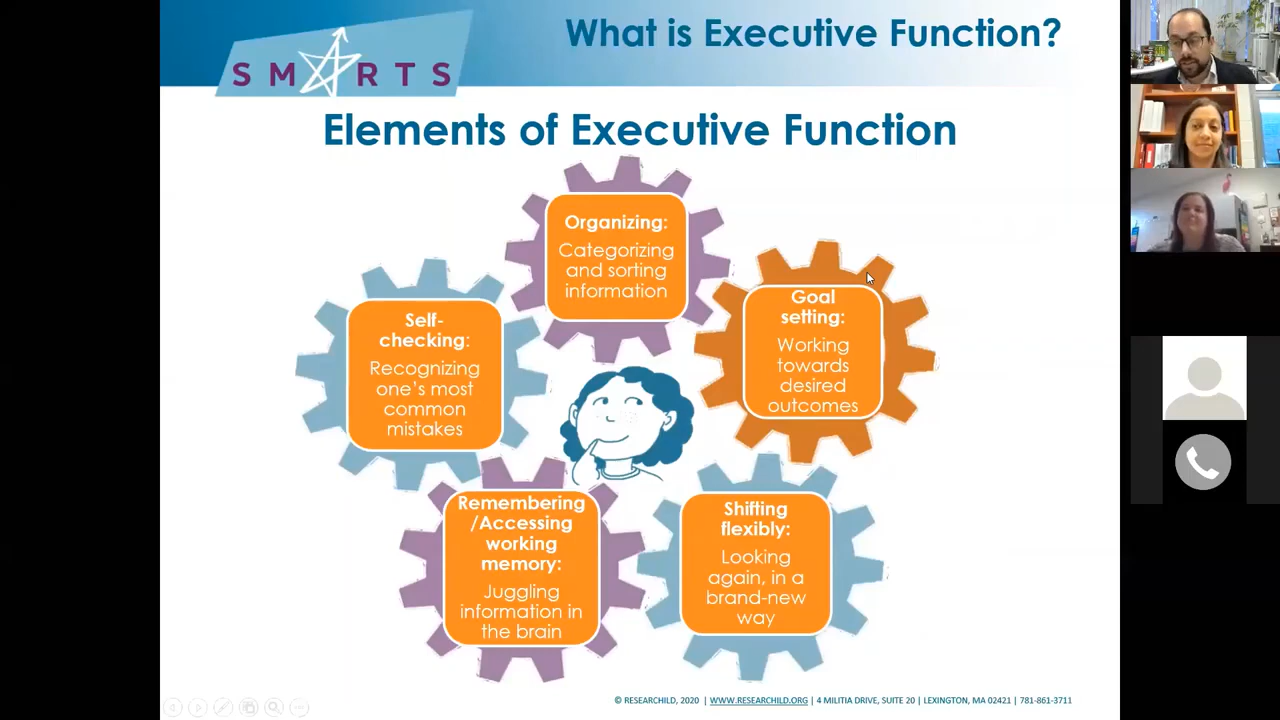 What is Executive Function?
SMARTS
Elements of Executive Function
Organizing:
Categorizing
and sorting
information
Goal
setting:
Working
towards
desired
outcomes
Self-
checking:
Recognizing
one's most
common
mistakes
Remembering
/Accessing
working
memory:
Juggling
information in
the brain
Shifting
flexibly:
Looking
again, in a
brand-new
way
© RESEARCHILD, 2020 | WWW.RESEARCHILD.ORG | 4 MILITIA DRIVE, SUITE 20 | LEXINGTON, MA 02421 | 781-861-3711